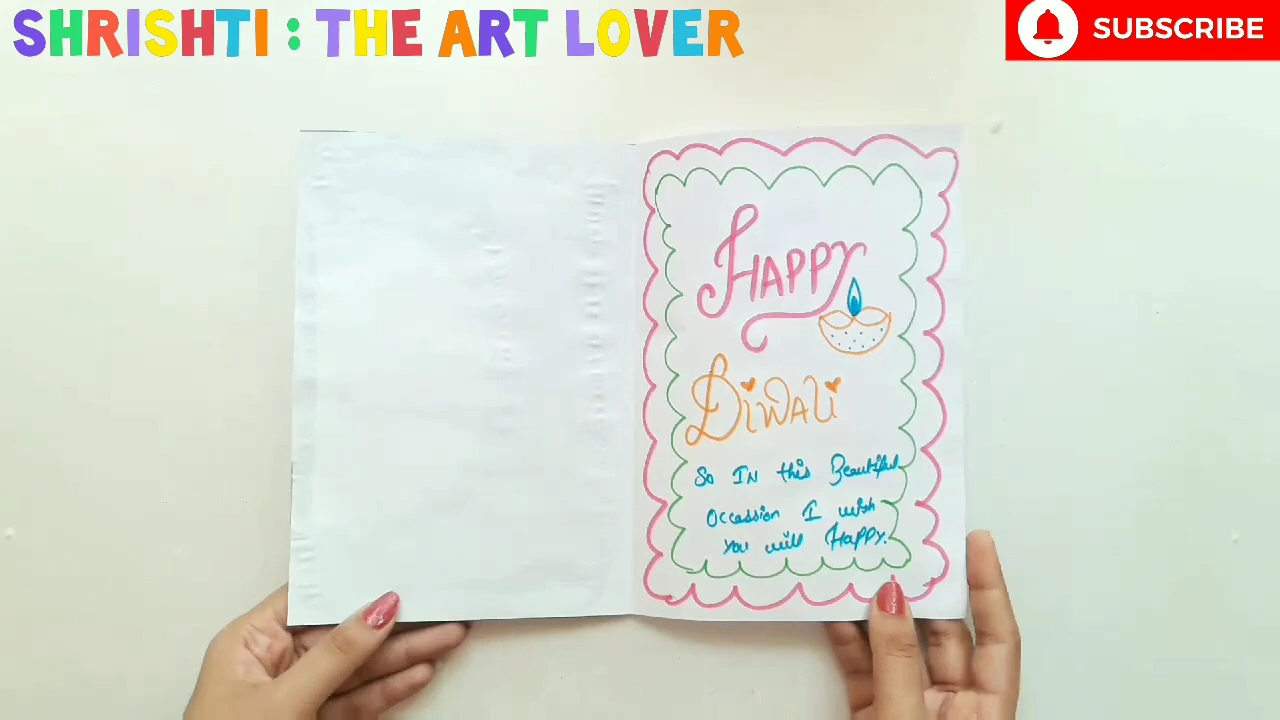 SHRISHTI : THE ART LOVER
SUBSCRIBE
HAPPY
DIWALI
So IN this Beautiful
Occassion I wish
You will Happy.